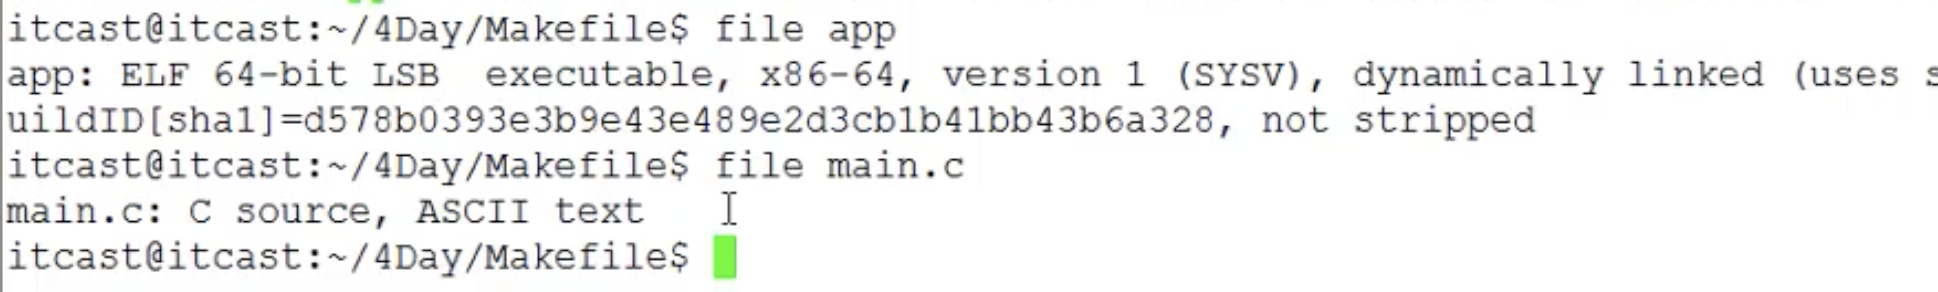 itcast@itcast:~/4Day/Makefile$ file app
app: ELF 64-bit LSB  executable, x86-64, version 1 (SYSV), dynamically linked (uses s
uildID[sha1]=d578b0393e3b9e43e489e2d3cb1b41bb43b6a328, not stripped
itcast@itcast:~/4Day/Makefile$ file main.c
main.c: C source, ASCII text
itcast@itcast:~/4Day/Makefile$